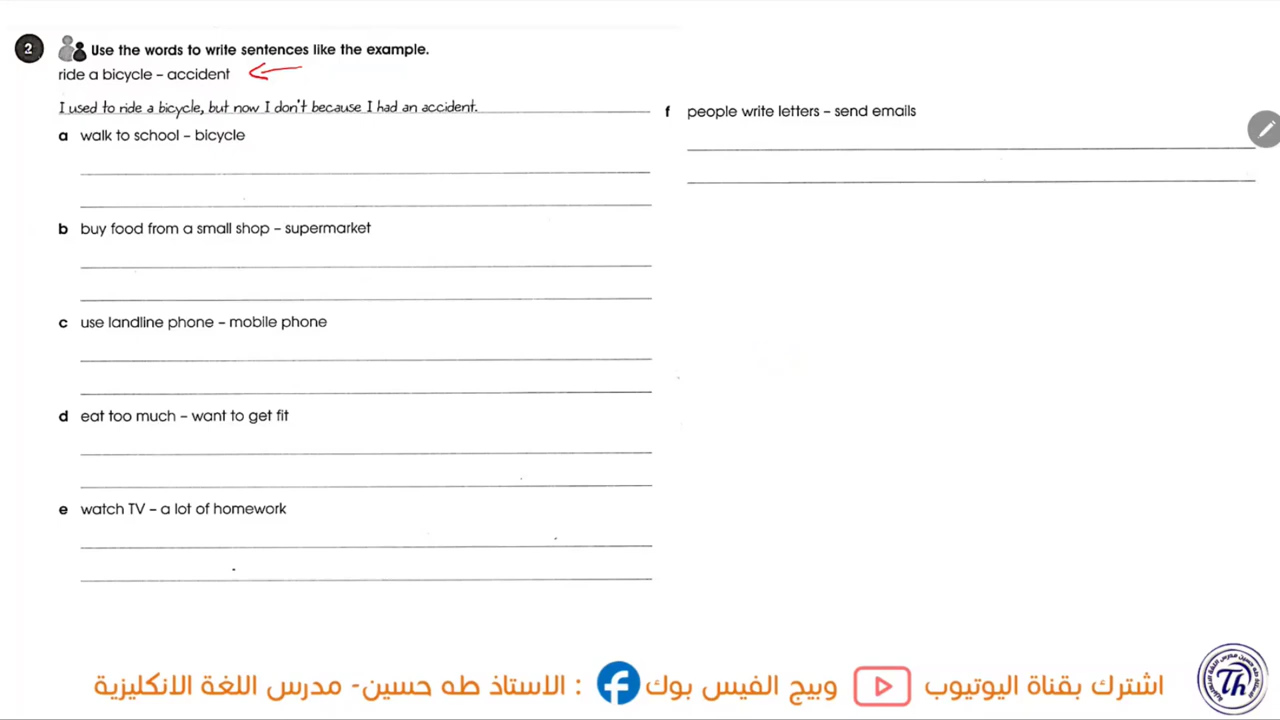 2 Use the words to write sentences like the example.
ride a bicycle – accident
I used to ride a bicycle, but now I don't because I had an accident.
a walk to school – bicycle
b buy food from a small shop – supermarket
c use landline phone – mobile phone
d eat too much – want to get fit
e watch TV – a lot of homework
f people write letters – send emails
اشترك بقناة اليوتيوب وبيج الفيس بوك : الاستاذ طه حسين- مدرس اللغة الانكليزية
Th